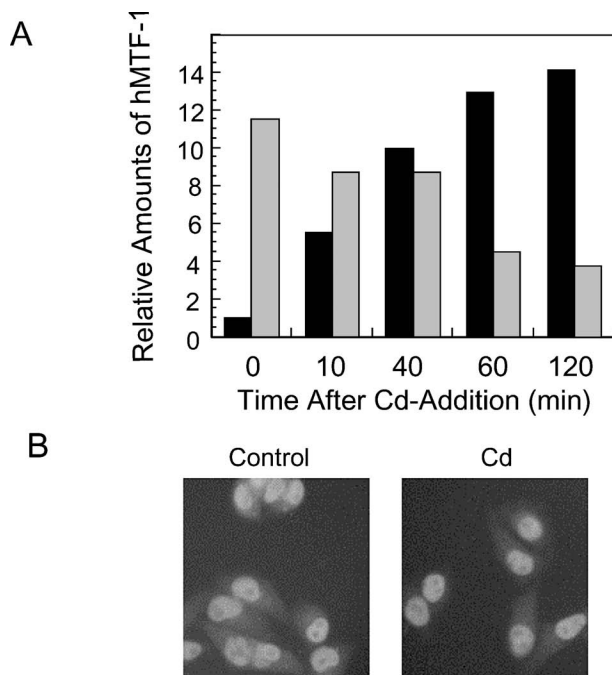 A
Relative Amounts of hMTF-1
14
12
10
8
6
4
2
0
0 10 40 60 120
Time After Cd-Addition (min)
B
Control Cd